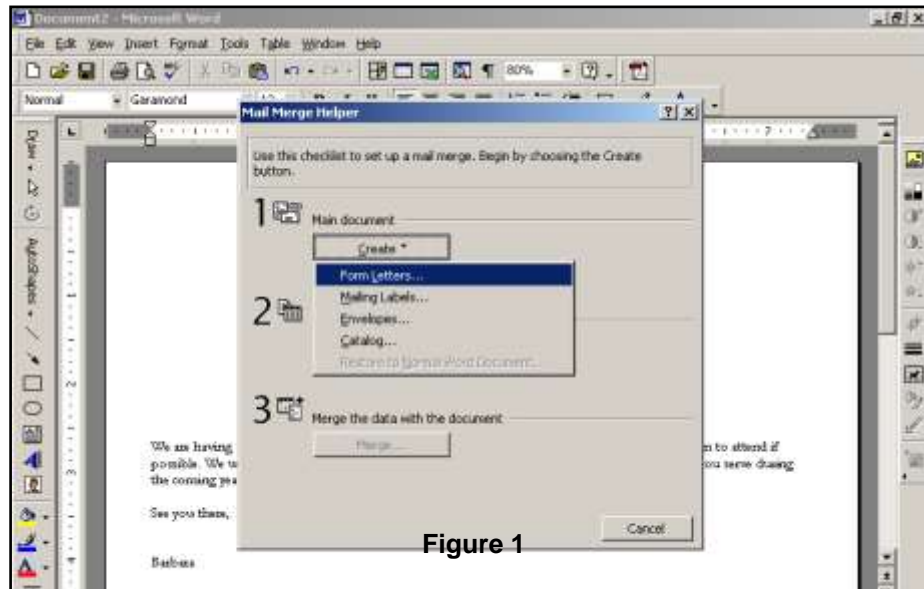 Document2 - Microsoft Word
File Edit View Insert Format Tools Table Window Help
80%
Normal Garamond
Mail Merge Helper
Use this checklist to set up a mail merge. Begin by choosing the Create
button.
1 Main document
Create
Form Letters...
Mailing Labels...
2
Envelopes...
Catalog...
Restore to Normal Word Document...
3 Merge the data with the document
Merge...
Cancel
Draw
AutoShapes
We are having
to attend if
possible. We
you serve during
the coming
See you there,
Barbara
Figure 1